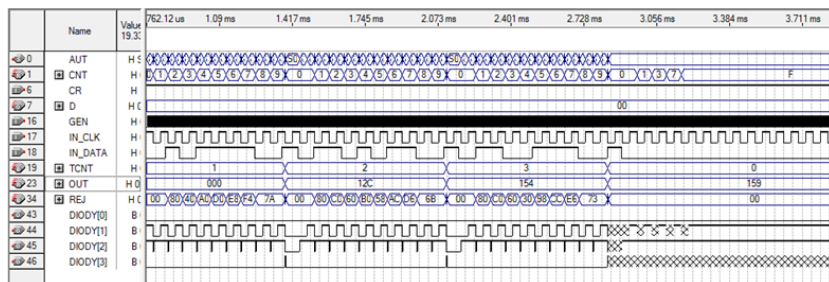 Name
Value
19.33
762.12 us 1.09 ms 1.417 ms 1.745 ms 2.073 ms 2.401 ms 2.728 ms 3.056 ms 3.384 ms 3.711 ms
0 AUT H S S0 S0
1 CNT H 0 1 2 3 4 5 6 7 8 9 0 1 2 3 4 5 6 7 8 9 0 1 2 3 4 5 6 7 8 9 0 1 3 7 F
6 CR H
7 D H 0 00
16 GEN H
17 IN_CLK H
18 IN_DATA H
19 TCNT H 1 2 3 0
23 OUT H 0 000 12C 154 159
34 REJ H 00 80 40 A0 D0 E8 F4 7A 00 80 C0 60 B0 58 AC D6 6B 00 80 C0 60 30 98 CC E6 73 00
43 DIODY[0] B
44 DIODY[1] B
45 DIODY[2] B
46 DIODY[3] B